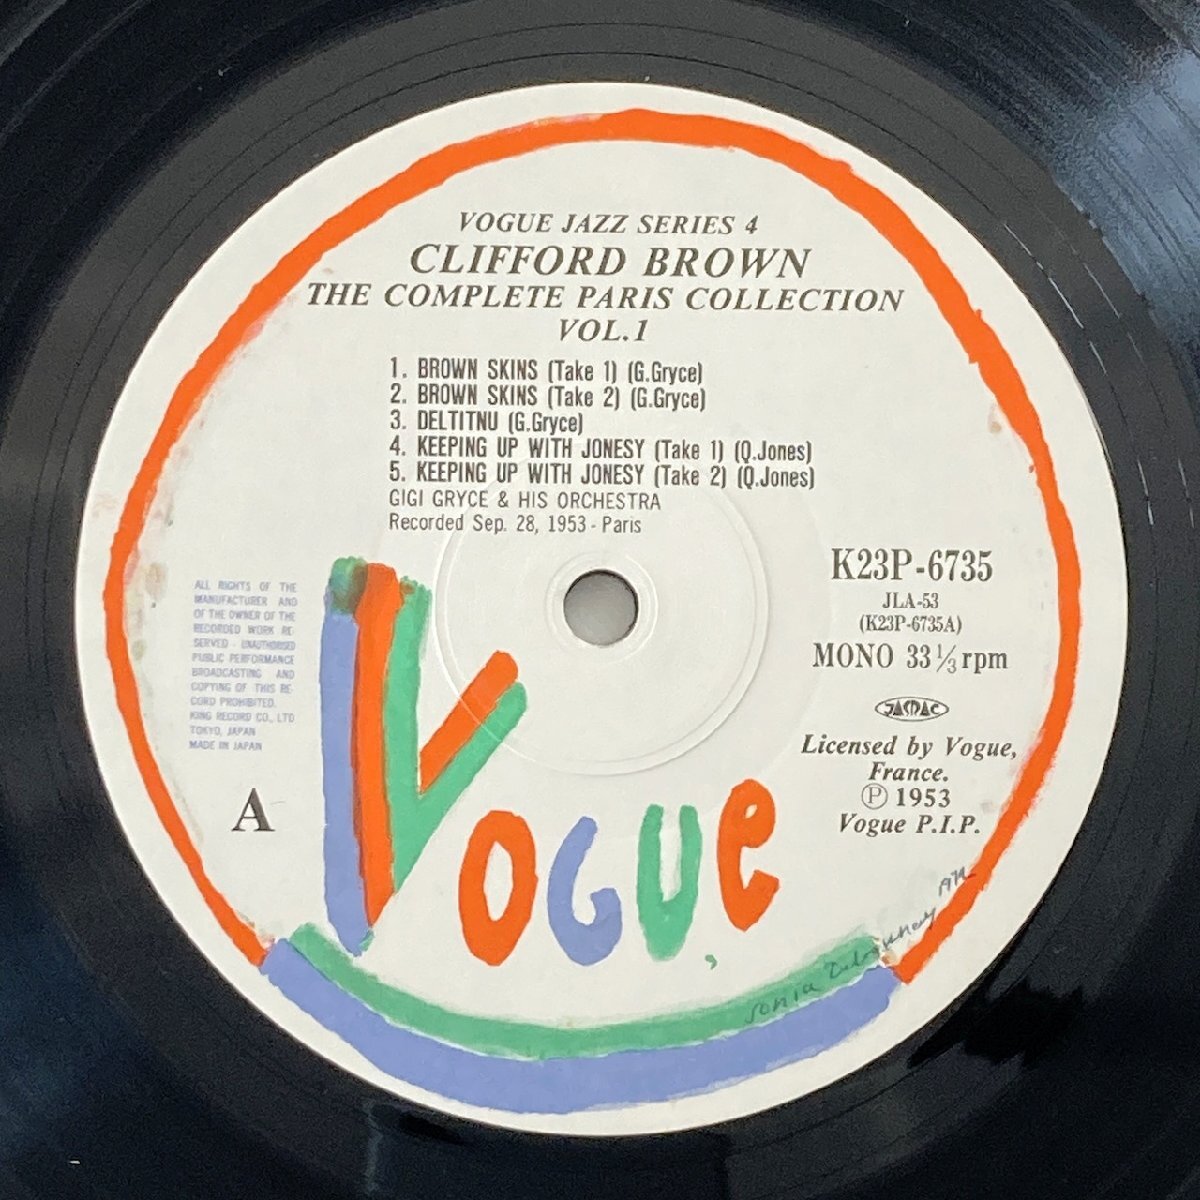 VOGUE JAZZ SERIES 4
CLIFFORD BROWN
THE COMPLETE PARIS COLLECTION
VOL.1
1. BROWN SKINS (Take 1) (G.Gryce)
2. BROWN SKINS (Take 2) (G.Gryce)
3. DELTITNU (G.Gryce)
4. KEEPING UP WITH JONESY (Take 1) (Q.Jones)
5. KEEPING UP WITH JONESY (Take 2) (Q.Jones)
GIGI GRYCE & HIS ORCHESTRA
Recorded Sep. 28, 1953 - Paris
K23P-6735
JLA-53
(K23P-6735A)
MONO 33 1/3 rpm
JASRAC
Licensed by Vogue,
France.
Ⓟ 1953
Vogue P.I.P.
ALL RIGHTS OF THE
MANUFACTURER AND
OF THE OWNER OF THE
RECORDED WORK RE-
SERVED · UNAUTHORISED
PUBLIC PERFORMANCE
BROADCASTING AND
COPYING OF THIS RE-
CORD PROHIBITED.
KING RECORD CO., LTD
TOKYO, JAPAN
MADE IN JAPAN
A
VOGUE
sonia Delaunay